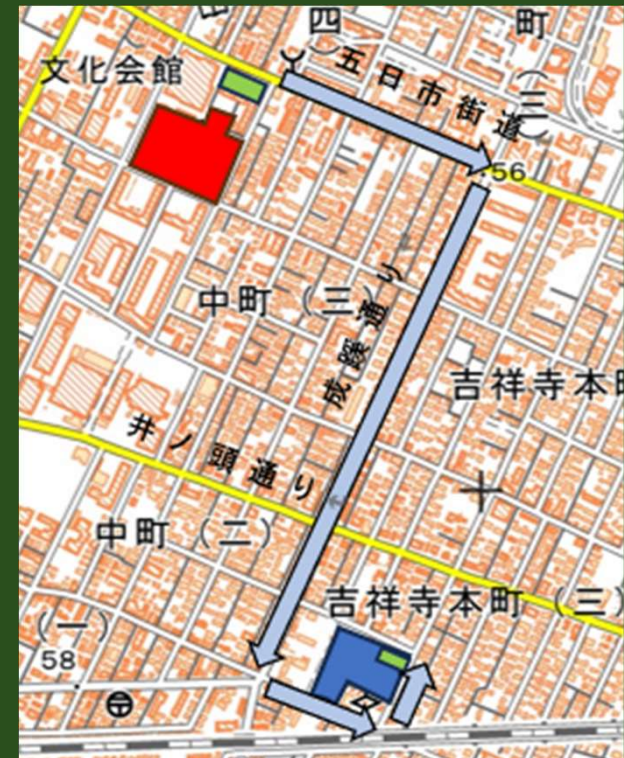 四
町
（三）
文化会館
五日市街道
56
中町（三）
成蹊通り
吉祥寺本町
井ノ頭通り
中町（二）
吉祥寺本町（三）
（一）
58